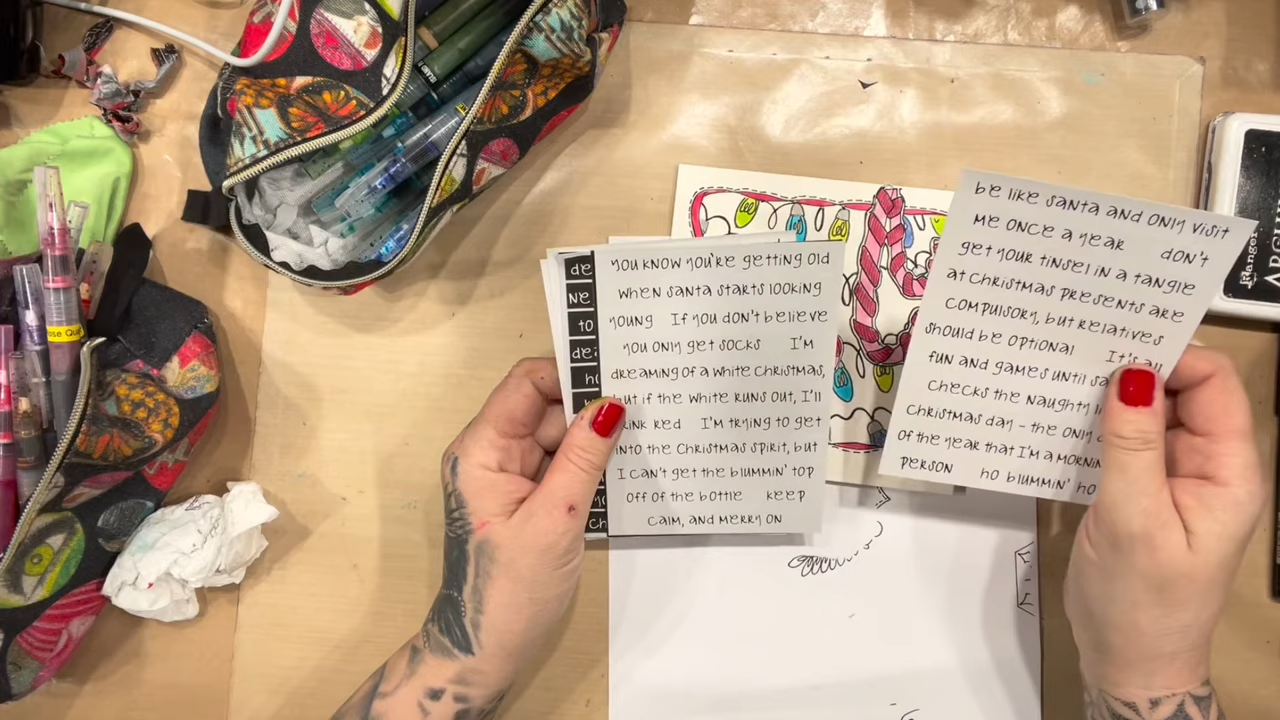 YOU KNOW YOU'RE GETTING OLD
WHEN SANTA STARTS LOOKING
YOUNG IF YOU DON'T BELIEVE
YOU ONLY GET SOCKS I'M
DREAMING OF A WHITE CHRISTMAS,
BUT IF THE WHITE RUNS OUT, I'LL
RED I'M TRYING TO GET
INTO THE CHRISTMAS SPIRIT, BUT
I CAN'T GET THE BLUMMIN' TOP
OFF OF THE BOTTLE KEEP
CALM, AND MERRY ON
BE LIKE SANTA AND ONLY VISIT
ME ONCE A YEAR DON'T
GET YOUR TINSEL IN A TANGLE
AT CHRISTMAS PRESENTS ARE
COMPULSORY, BUT RELATIVES
SHOULD BE OPTIONAL IT'S ALL
FUN AND GAMES UNTIL
CHECKS THE NAUGHTY
CHRISTMAS DAY - THE ONLY
OF THE YEAR THAT I'M A
PERSON HO BLUMMIN' HO
Ranger